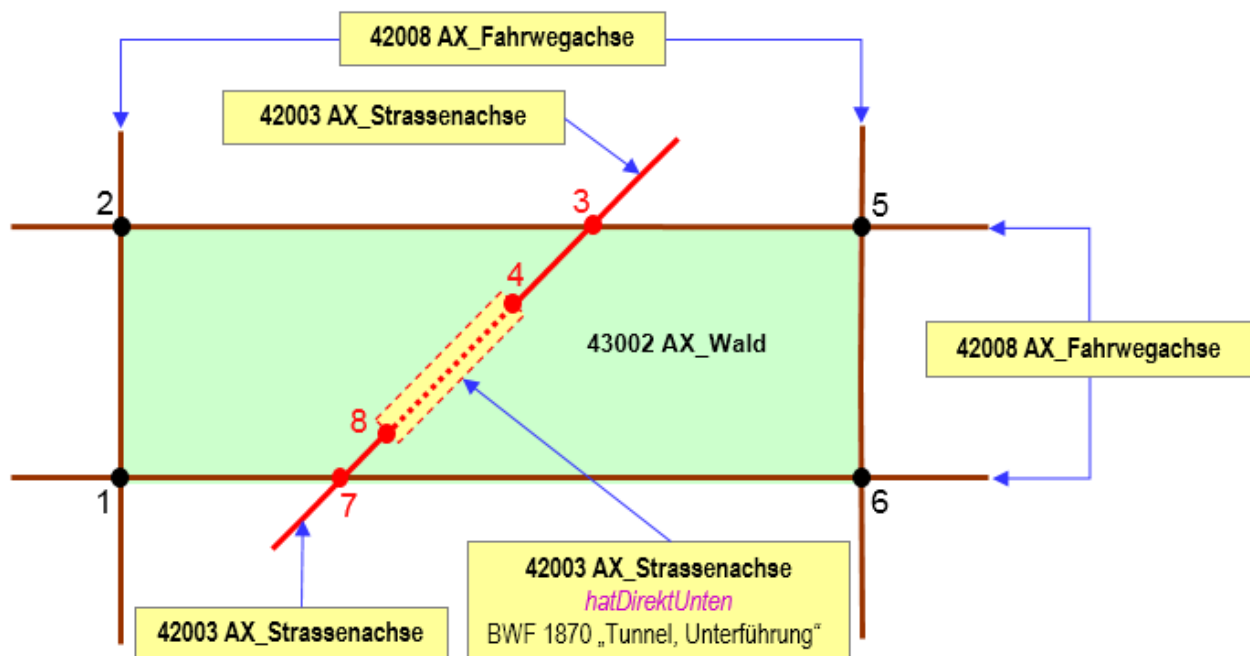 42008 AX_Fahrwegachse
42003 AX_Strassenachse
2
3
5
4
43002 AX_Wald
42008 AX_Fahrwegachse
8
1
7
6
42003 AX_Strassenachse
42003 AX_Strassenachse
hatDirektUnten
BWF 1870 „Tunnel, Unterführung“